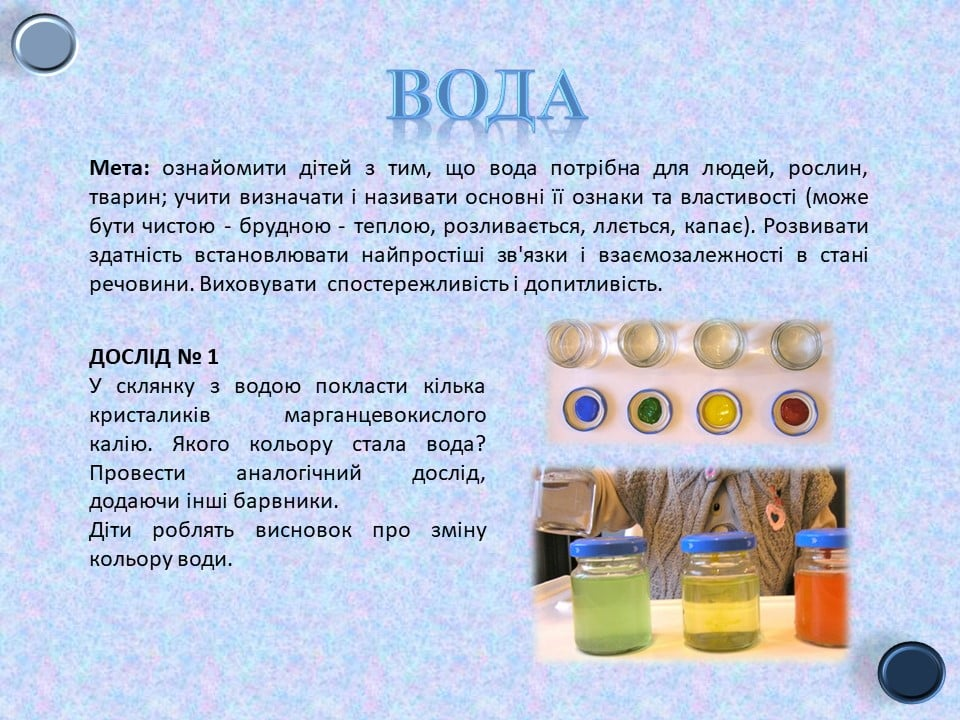 ВОДА
Мета: ознайомити дітей з тим, що вода потрібна для людей, рослин,
тварин; учити визначати і називати основні її ознаки та властивості (може
бути чистою - брудною - теплою, розливається, ллється, капає). Розвивати
здатність встановлювати найпростіші зв'язки і взаємозалежності в стані
речовини. Виховувати спостережливість і допитливість.
ДОСЛІД № 1
У склянку з водою покласти кілька
кристаликів марганцевокислого
калію. Якого кольору стала вода?
Провести аналогічний дослід,
додаючи інші барвники.
Діти роблять висновок про зміну
кольору води.